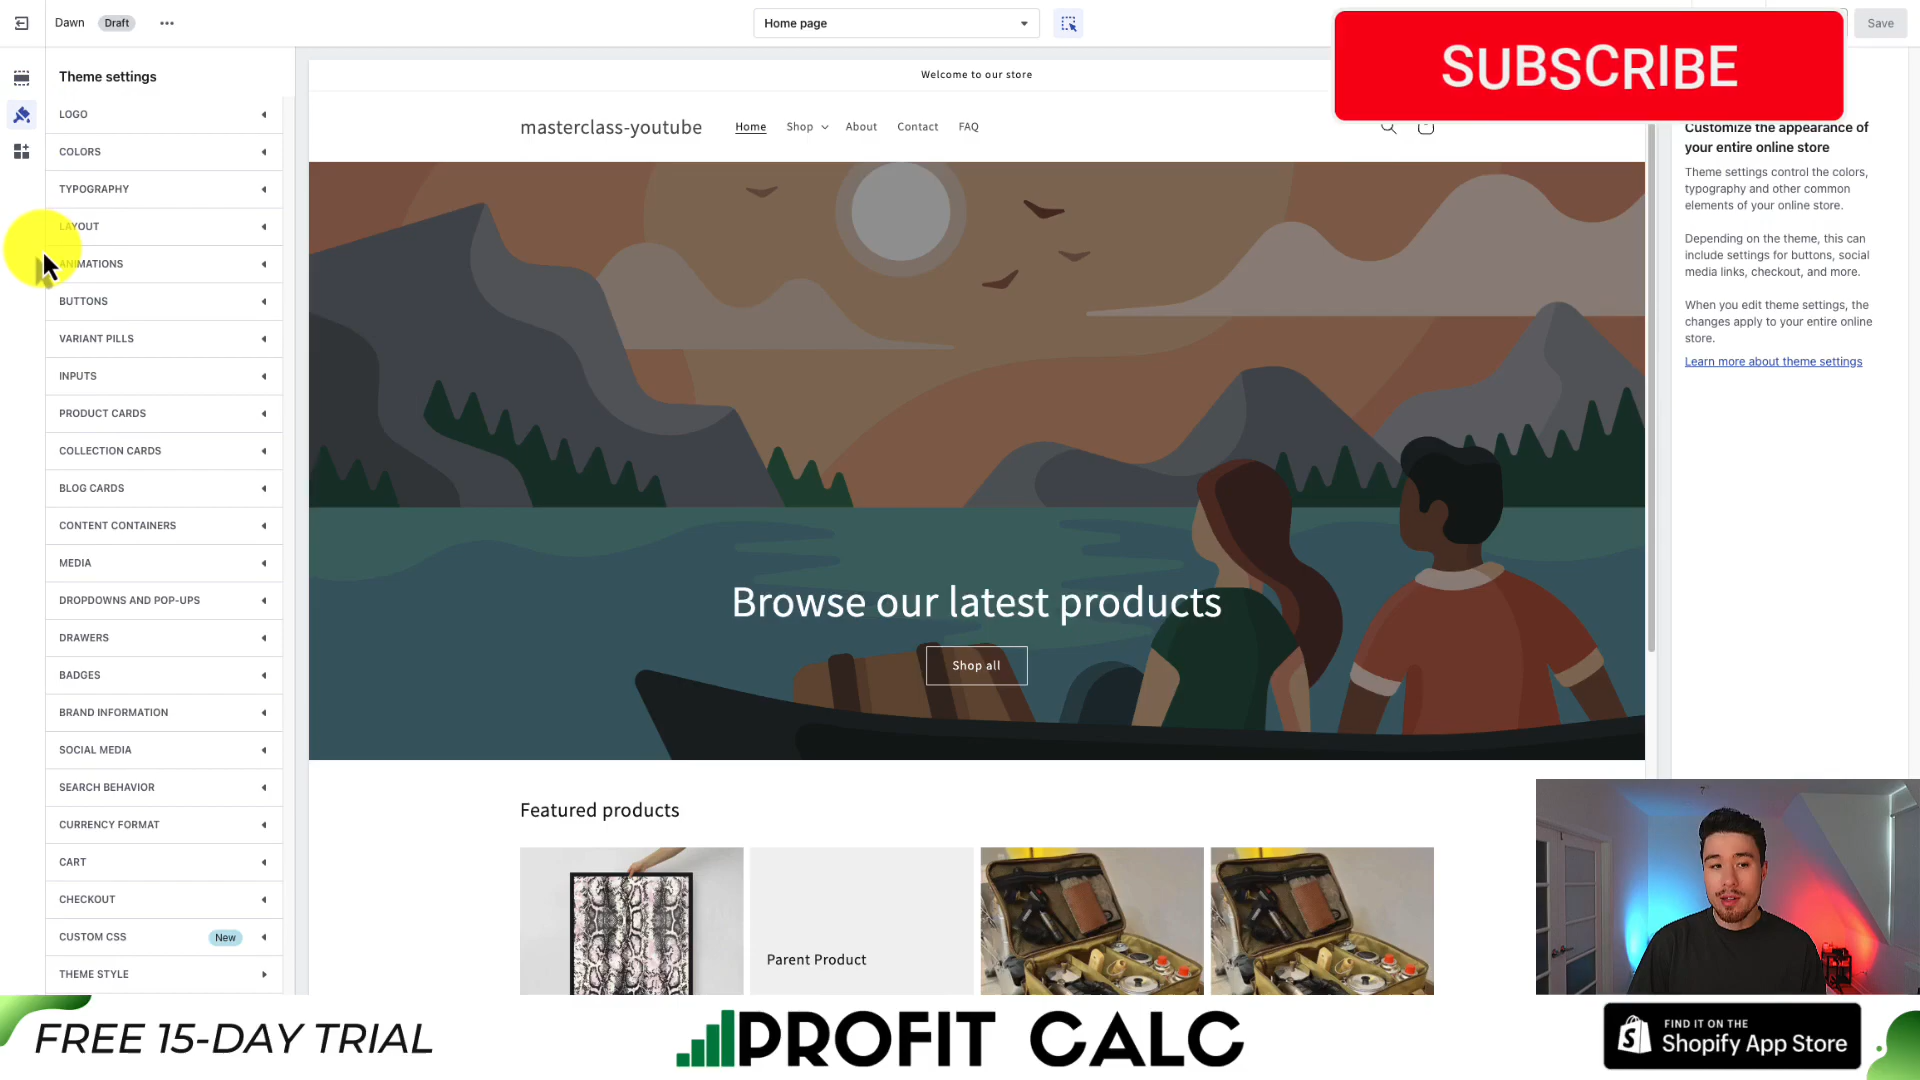 Dawn Draft
Home page
Save
SUBSCRIBE
Theme settings
LOGO
COLORS
TYPOGRAPHY
LAYOUT
ANIMATIONS
BUTTONS
VARIANT PILLS
INPUTS
PRODUCT CARDS
COLLECTION CARDS
BLOG CARDS
CONTENT CONTAINERS
MEDIA
DROPDOWNS AND POP-UPS
DRAWERS
BADGES
BRAND INFORMATION
SOCIAL MEDIA
SEARCH BEHAVIOR
CURRENCY FORMAT
CART
CHECKOUT
CUSTOM CSS New
THEME STYLE
Welcome to our store
masterclass-youtube Home Shop About Contact FAQ
Browse our latest products
Shop all
Featured products
Parent Product
Customize the appearance of
your entire online store
Theme settings control the colors,
typography and other common
elements of your online store.
Depending on the theme, this can
include settings for buttons, social
media links, checkout, and more.
When you edit theme settings, the
changes apply to your entire online
store.
Learn more about theme settings
FREE 15-DAY TRIAL
PROFIT CALC
FIND IT ON THE
Shopify App Store